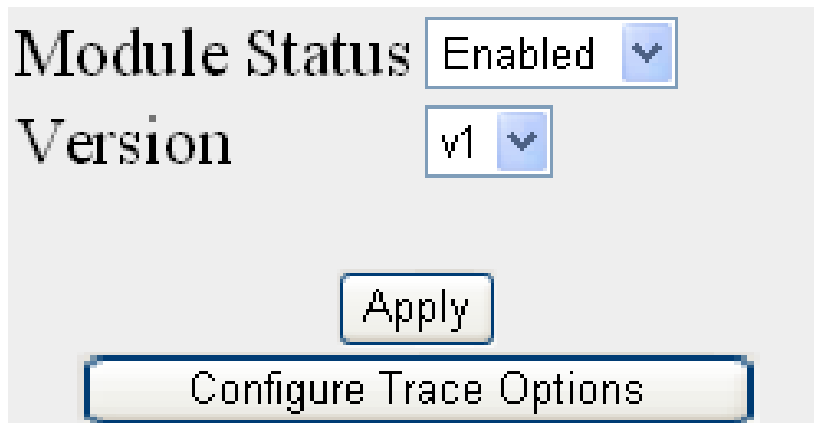 Module Status Enabled
Version v1
Apply
Configure Trace Options